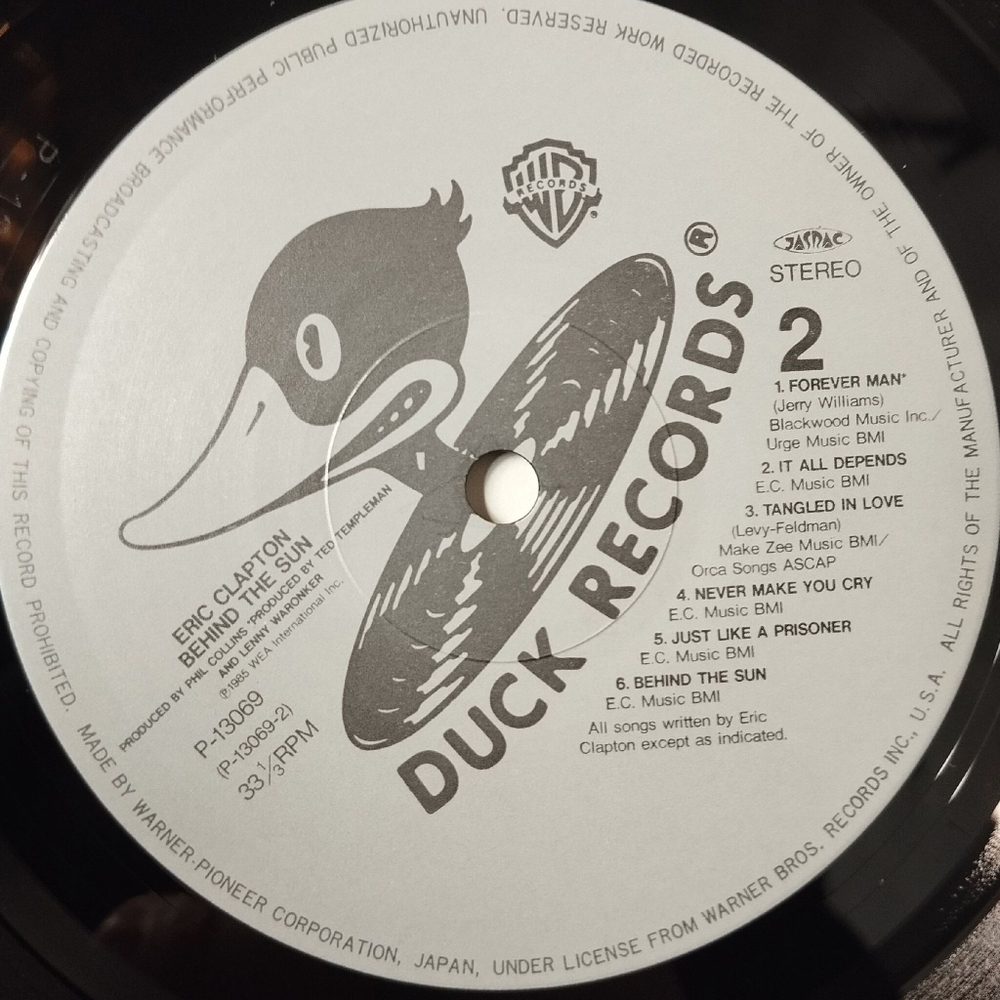 UNAUTHORIZED PUBLIC PERFORMANCE BROADCASTING AND COPYING OF THIS RECORD PROHIBITED. MADE BY WARNER-PIONEER CORPORATION, JAPAN, UNDER LICENSE FROM WARNER BROS. RECORDS INC., U.S.A. ALL RIGHTS OF THE MANUFACTURER AND OF THE OWNER OF THE RECORDED WORK RESERVED.
RECORDS
®
DUCK RECORDS®
JASRAC
STEREO
2
1. FOREVER MAN*
(Jerry Williams)
Blackwood Music Inc./
Urge Music BMI
2. IT ALL DEPENDS
E.C. Music BMI
3. TANGLED IN LOVE
(Levy-Feldman)
Make Zee Music BMI/
Orca Songs ASCAP
4. NEVER MAKE YOU CRY
E.C. Music BMI
5. JUST LIKE A PRISONER
E.C. Music BMI
6. BEHIND THE SUN
E.C. Music BMI
All songs written by Eric
Clapton except as indicated.
ERIC CLAPTON
BEHIND THE SUN
PRODUCED BY PHIL COLLINS *PRODUCED BY TED TEMPLEMAN
AND LENNY WARONKER
℗1985 WEA International Inc.
P-13069
(P-13069-2)
33 1/3 RPM